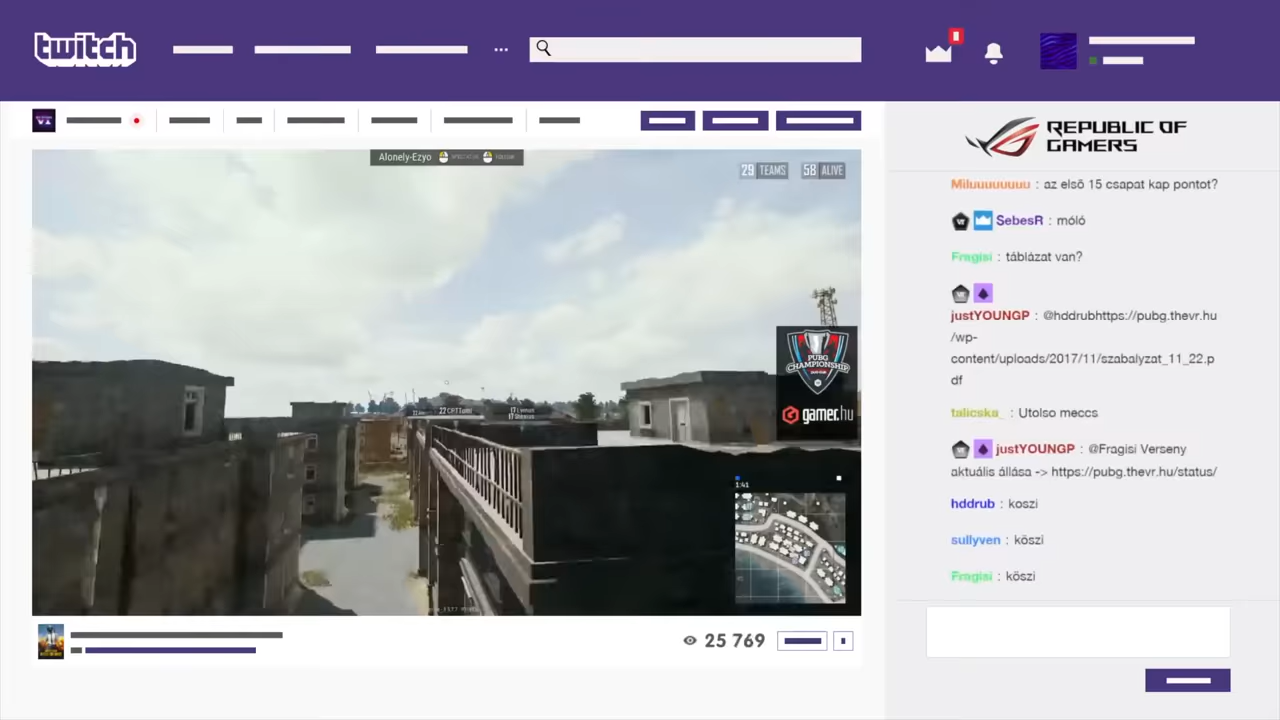 twitch
REPUBLIC OF
GAMERS
Alonely-Ezyo
29 TEAMS 58 ALIVE
Miluuuuuuuu : az első 15 csapat kap pontot?
SebesR : móló
Fragisi : táblázat van?
justYOUNGP : @hddrubhttps://pubg.thevr.hu
/wp-
content/uploads/2017/11/szabalyzat_11_22.p
df
talicska_ : Utolso meccs
justYOUNGP : @Fragisi Verseny
aktuális állása -> https://pubg.thevr.hu/status/
hddrub : koszi
sullyven : köszi
Fragisi : köszi
PUBG
CHAMPIONSHIP
gamer.hu
1:41
25 769